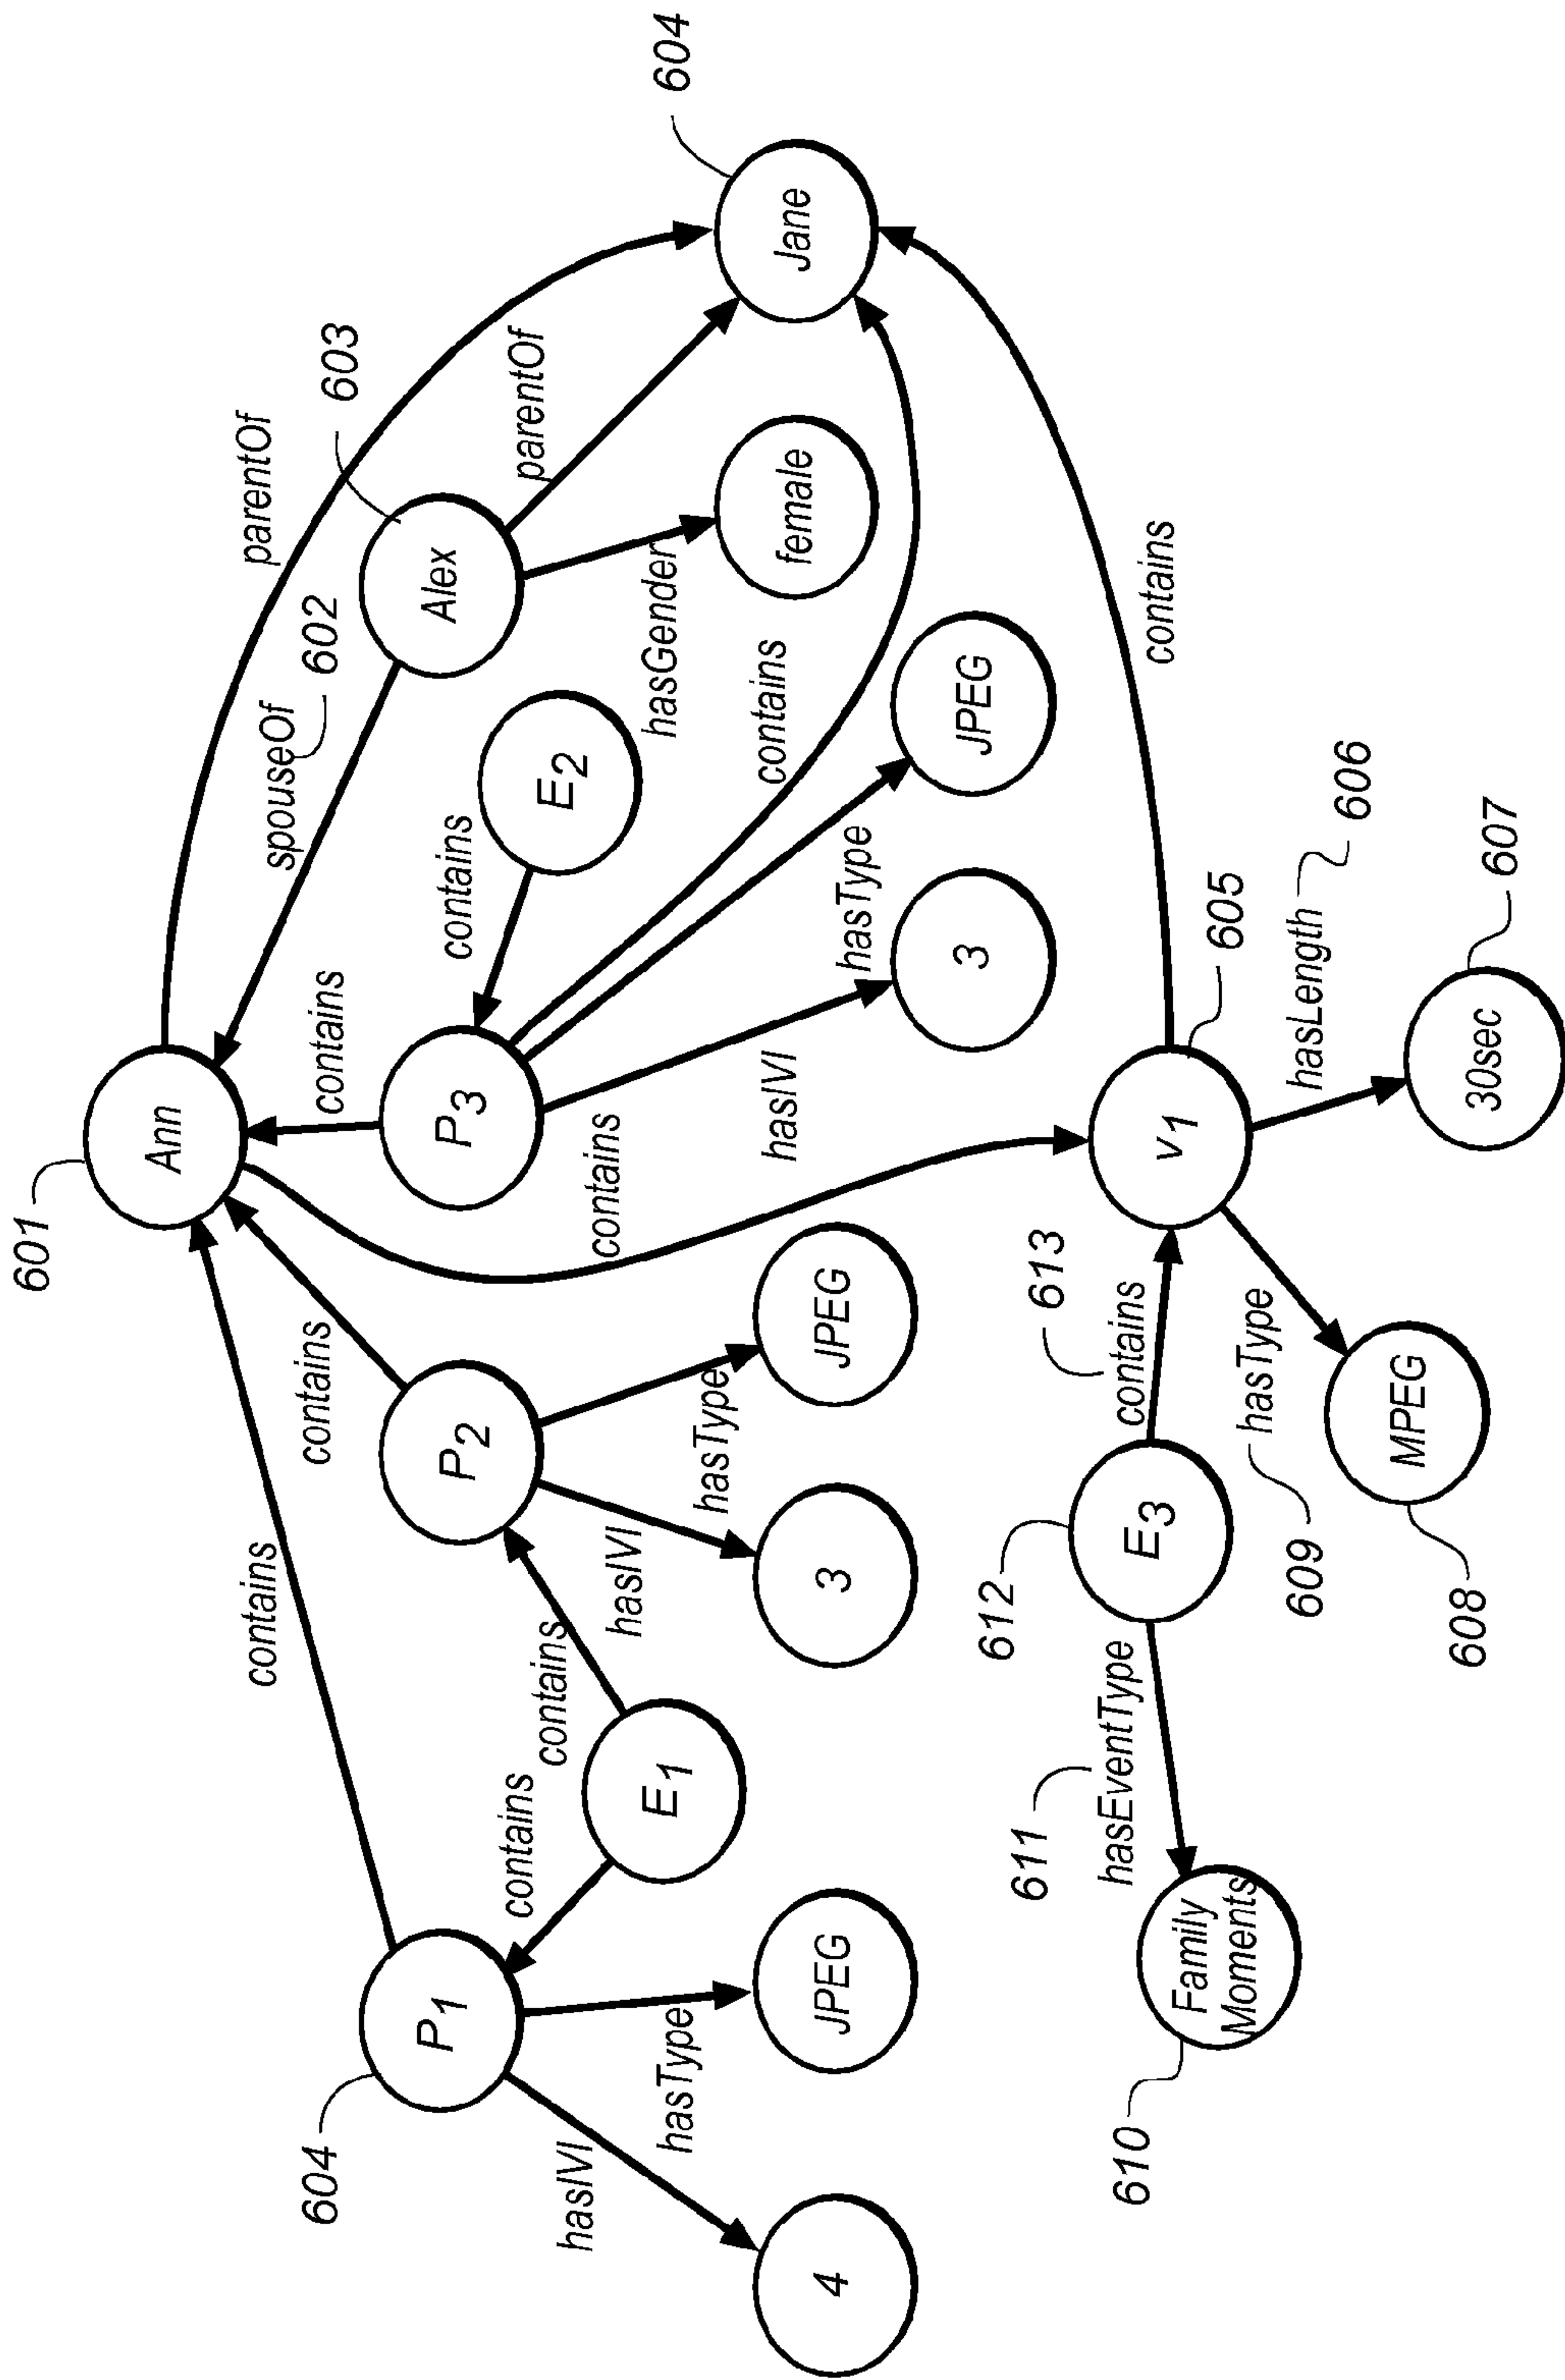 601
Ann
parentOf
contains
spouseOf
602
603
contains
contains
604
P1
contains
P2
contains
P3
contains
E2
Alex
parentOf
604
Jane
contains
E1
contains
hasIVI
hasType
hasIVI
hasType
contains
hasIVI
hasType
contains
hasGender
female
4
JPEG
3
JPEG
3
JPEG
611
hasEventType
612
E3
613
contains
v1
605
contains
610
Family
Moments
609
hasType
hasLength
606
608
MPEG
30sec
607